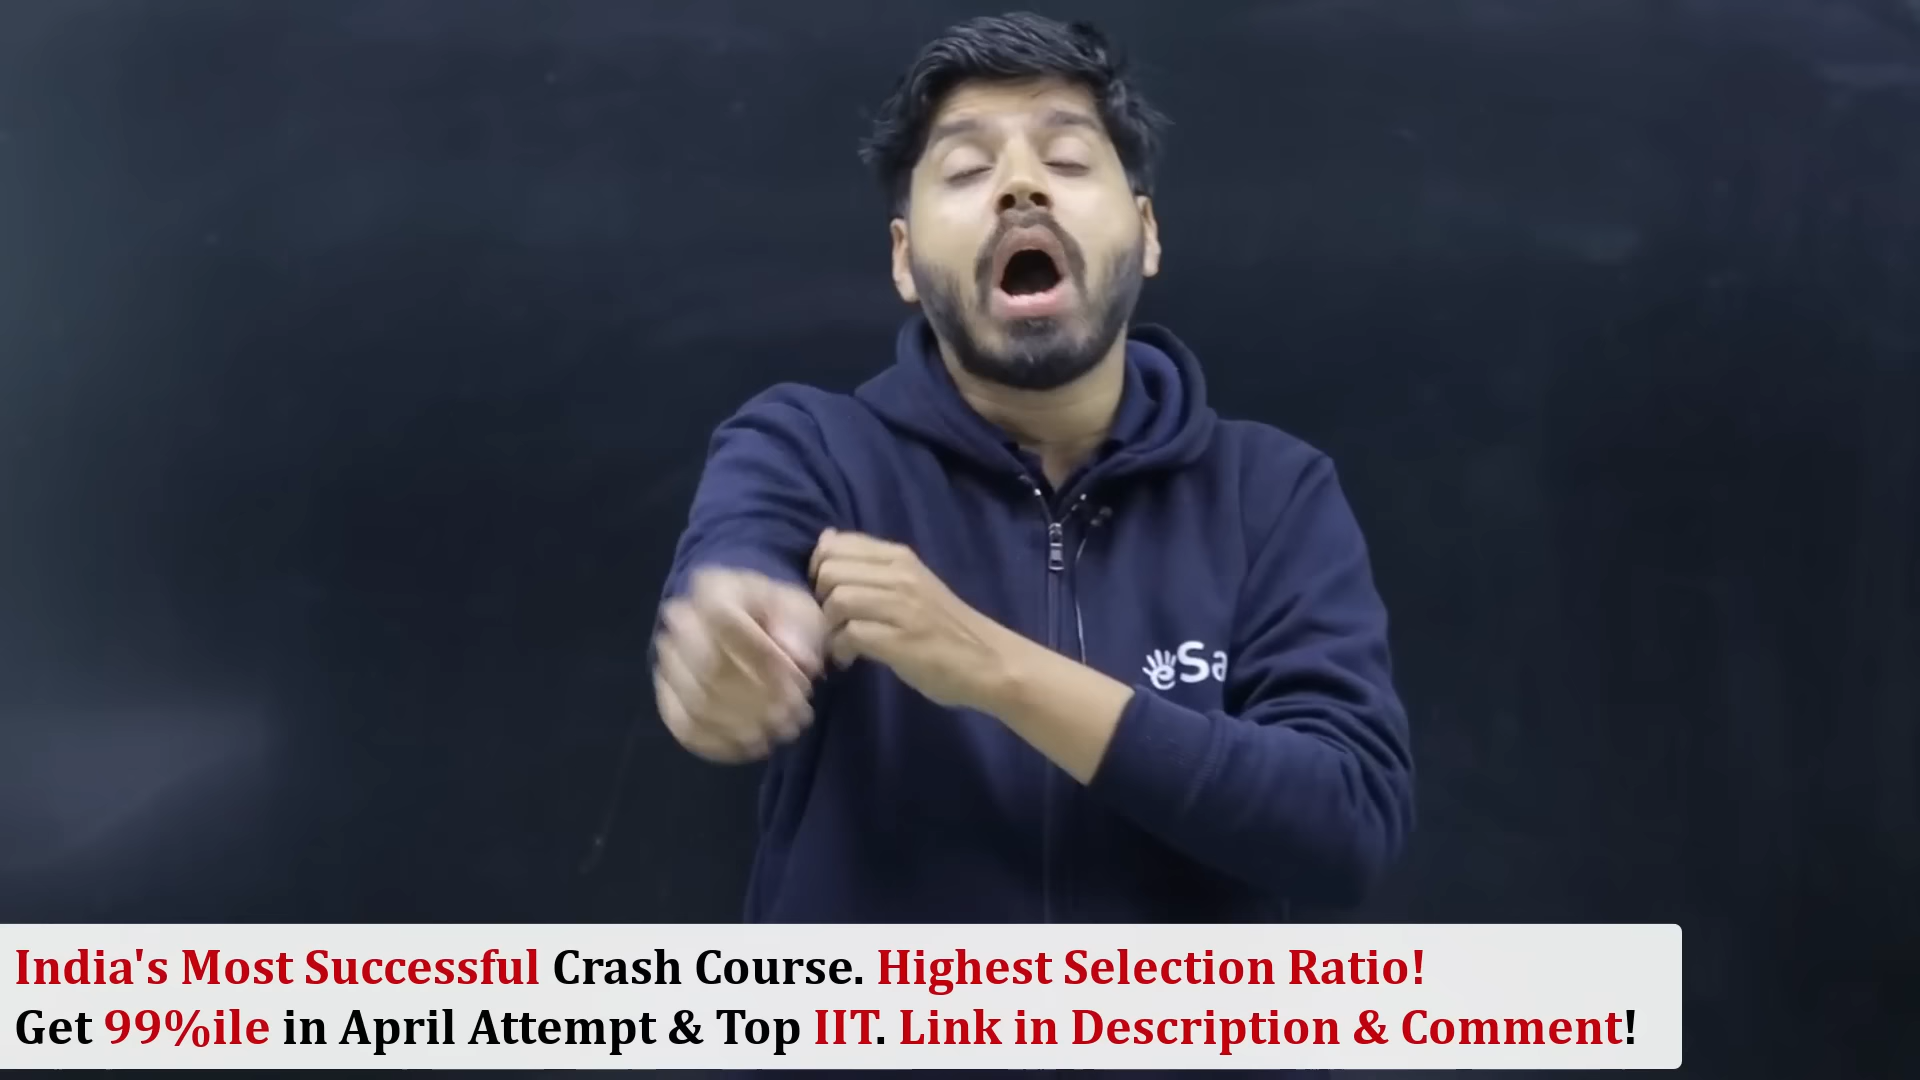 eSa
India's Most Successful Crash Course. Highest Selection Ratio!
Get 99%ile in April Attempt & Top IIT. Link in Description & Comment!